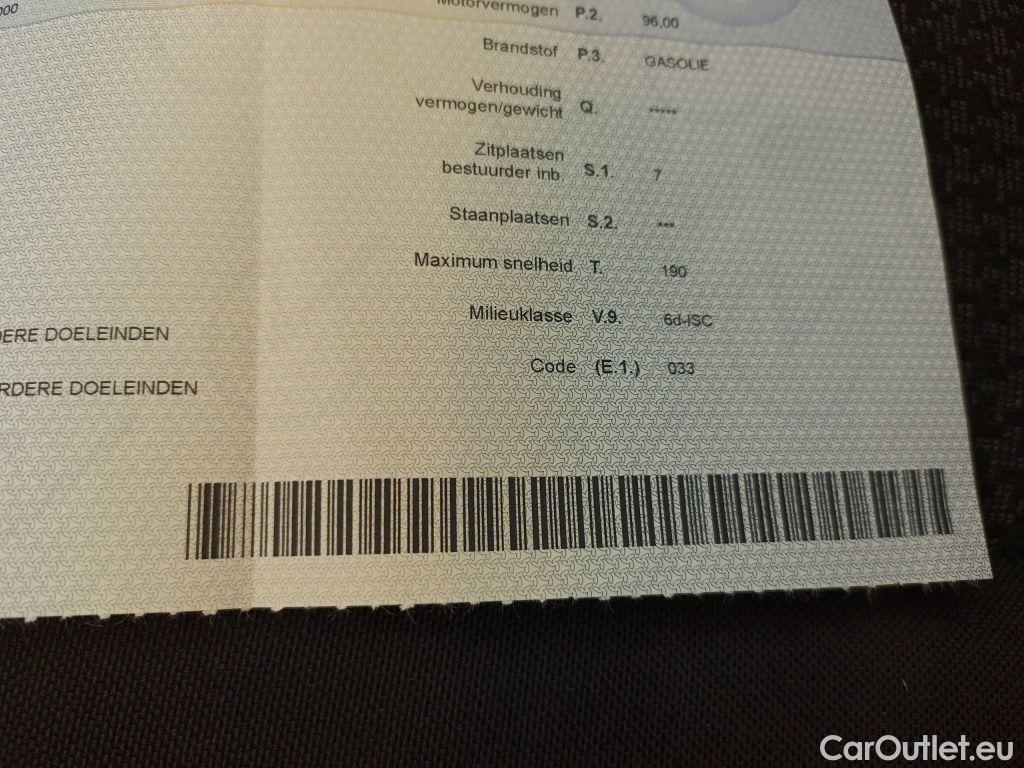 000
Motorvermogen P.2. 96,00
Brandstof P.3. GASOLIE
Verhouding
vermogen/gewicht Q. *****
Zitplaatsen
bestuurder inb. S.1. 7
Staanplaatsen S.2. ***
Maximum snelheid T. 190
Milieuklasse V.9. 6d-ISC
DERE DOELEINDEN
Code (E.1.) 033
RDERE DOELEINDEN
CarOutlet.eu